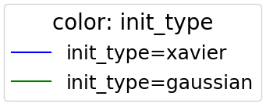 color: init_type
init_type=xavier
init_type=gaussian